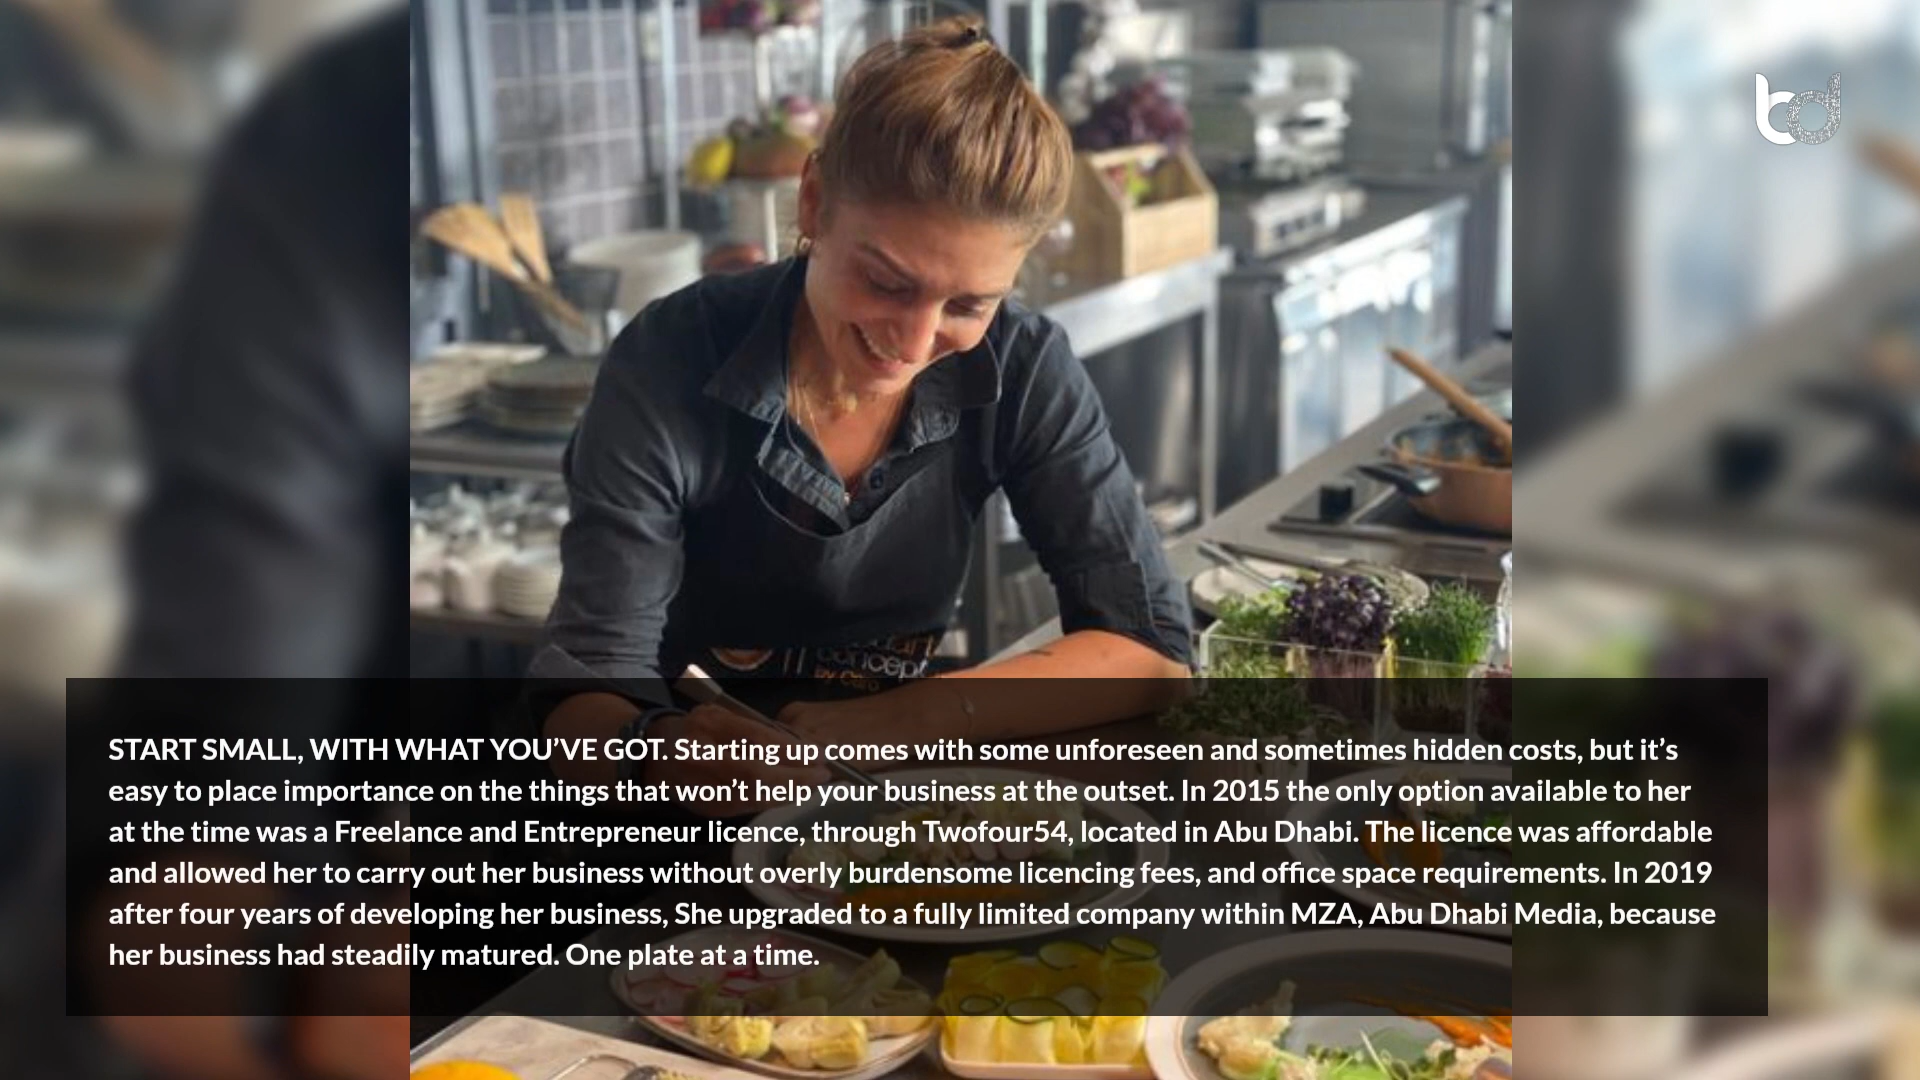 bd
concept
by Caro
START SMALL, WITH WHAT YOU’VE GOT. Starting up comes with some unforeseen and sometimes hidden costs, but it’s
easy to place importance on the things that won’t help your business at the outset. In 2015 the only option available to her
at the time was a Freelance and Entrepreneur licence, through Twofour54, located in Abu Dhabi. The licence was affordable
and allowed her to carry out her business without overly burdensome licencing fees, and office space requirements. In 2019
after four years of developing her business, She upgraded to a fully limited company within MZA, Abu Dhabi Media, because
her business had steadily matured. One plate at a time.